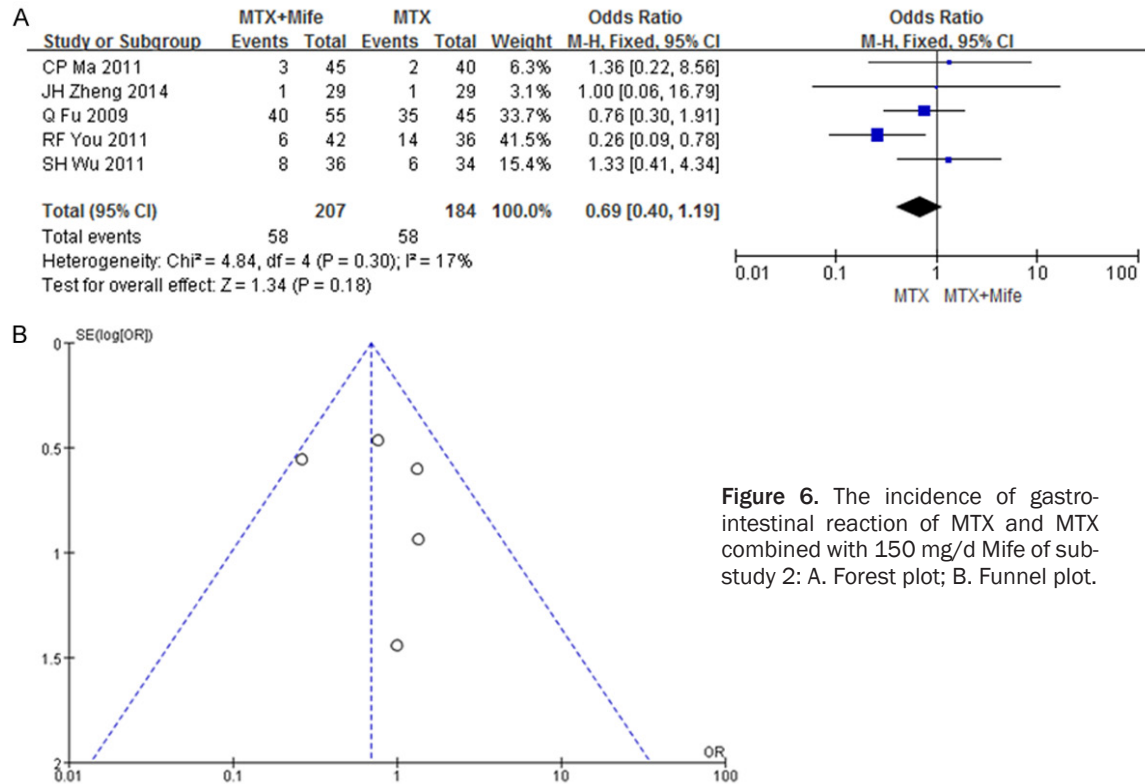 A
MTX+Mife MTX Odds Ratio Odds Ratio
Study or Subgroup Events Total Events Total Weight M-H, Fixed, 95% CI M-H, Fixed, 95% CI
CP Ma 2011 3 45 2 40 6.3% 1.36 [0.22, 8.56]
JH Zheng 2014 1 29 1 29 3.1% 1.00 [0.06, 16.79]
Q Fu 2009 40 55 35 45 33.7% 0.76 [0.30, 1.91]
RF You 2011 6 42 14 36 41.5% 0.26 [0.09, 0.78]
SH Wu 2011 8 36 6 34 15.4% 1.33 [0.41, 4.34]
Total (95% CI) 207 184 100.0% 0.69 [0.40, 1.19]
Total events 58 58
Heterogeneity: Chi² = 4.84, df = 4 (P = 0.30); I² = 17%
Test for overall effect: Z = 1.34 (P = 0.18)
0.01 0.1 1 10 100
MTX MTX+Mife
B
SE(log[OR])
0
0.5
1
1.5
2
OR
0.01 0.1 1 10 100
Figure 6. The incidence of gastro-
intestinal reaction of MTX and MTX
combined with 150 mg/d Mife of sub-
study 2: A. Forest plot; B. Funnel plot.